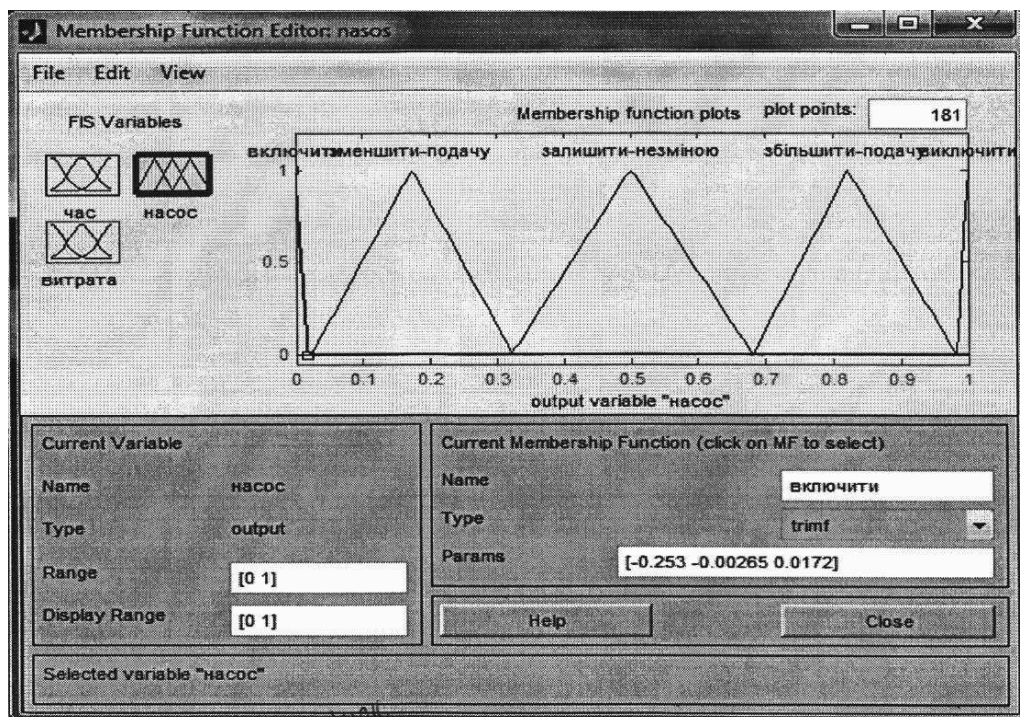 Membership Function Editor: nasos
File Edit View
FIS Variables
Membership function plots
plot points: 181
час
насос
витрата
включити зменшити-подачу залишити-незміною збільшити-подачу виключити
1
0.5
0
0 0.1 0.2 0.3 0.4 0.5 0.6 0.7 0.8 0.9 1
output variable "насос"
Current Variable
Name насос
Type output
Range [0 1]
Display Range [0 1]
Current Membership Function (click on MF to select)
Name включити
Type trimf
Params [-0.253 -0.00265 0.0172]
Help Close
Selected variable "насос"